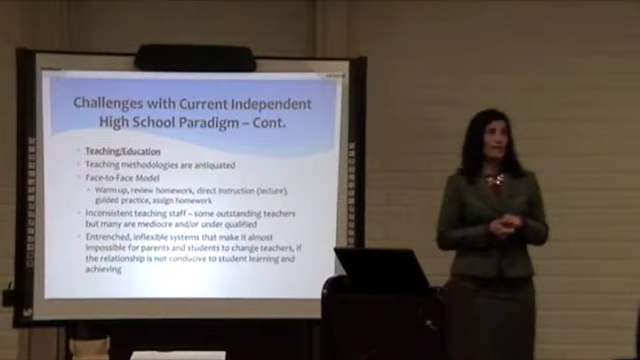 Challenges with Current Independent
High School Paradigm – Cont.
Teaching/Education
Teaching methodologies are antiquated
Face-to-Face Model
Warm-up, review homework, direct instruction (lecture),
guided practice, assign homework
Inconsistent teaching staff – some outstanding teachers
but many are mediocre and/or under qualified
Entrenched, inflexible systems that make it almost
impossible for parents and students to change teachers, if
the relationship is not conducive to student learning and
achieving